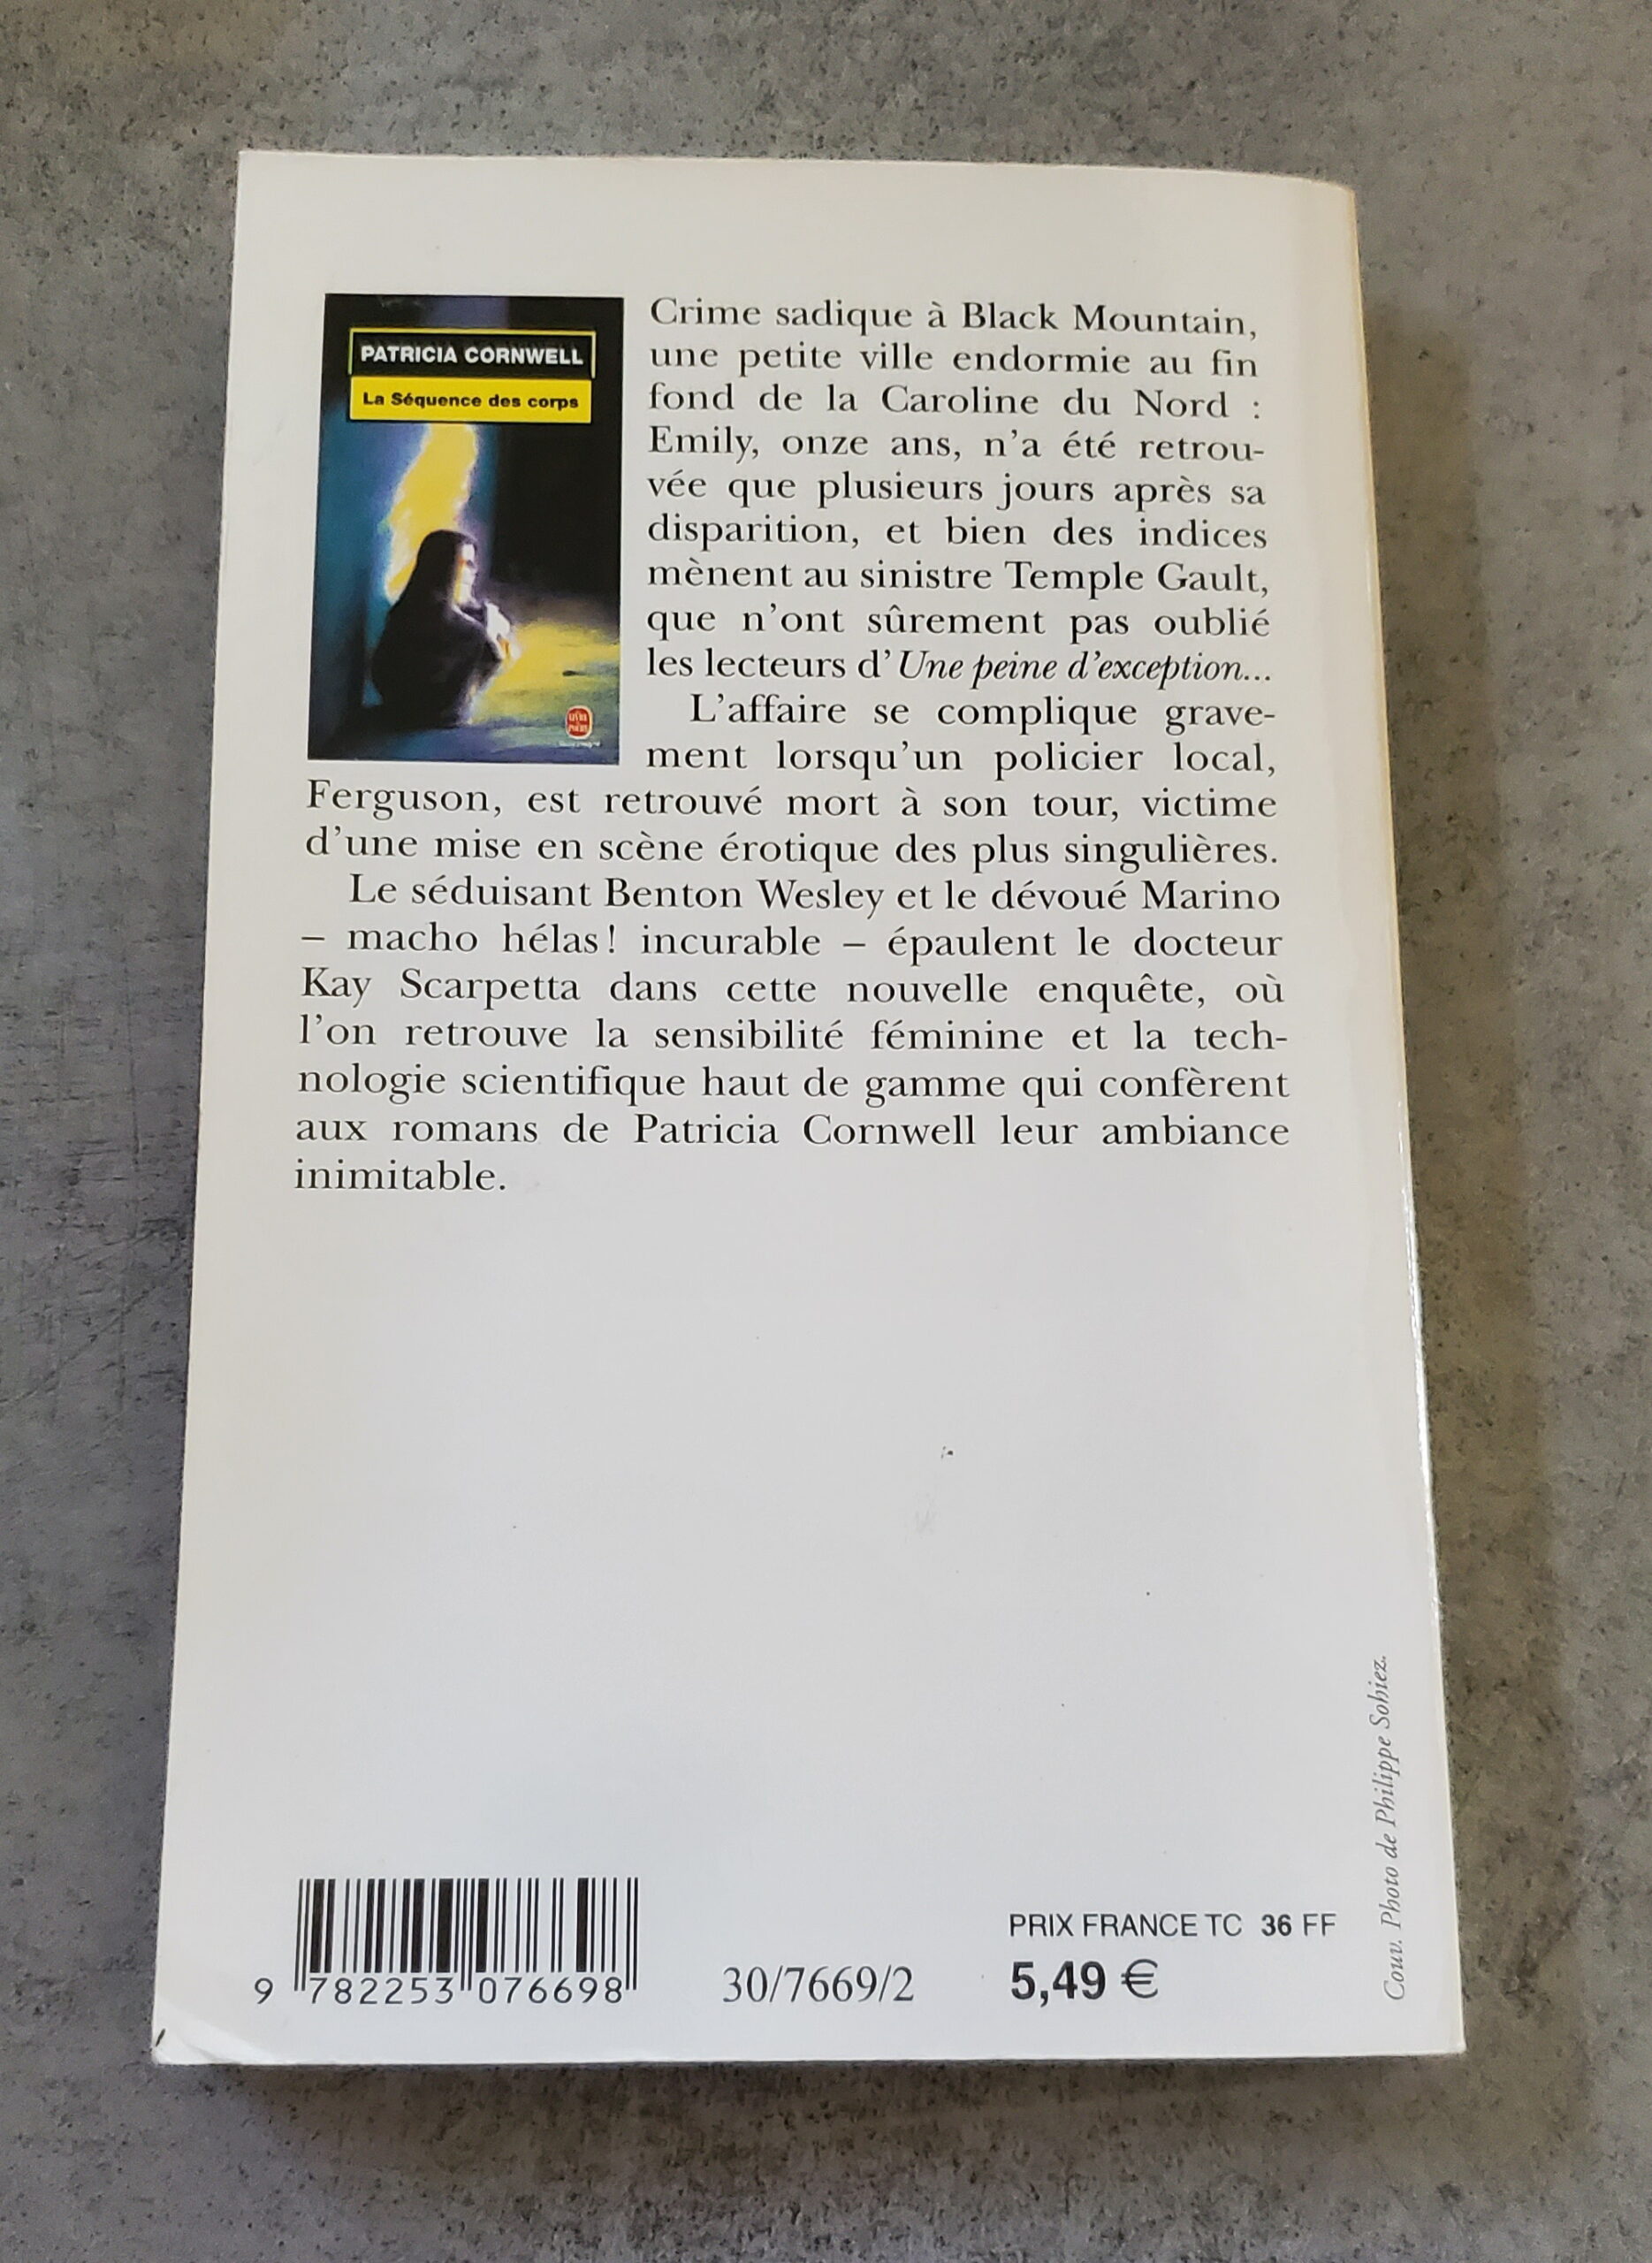 PATRICIA CORNWELL
La Séquence des corps
Crime sadique à Black Mountain,
une petite ville endormie au fin
fond de la Caroline du Nord :
Emily, onze ans, n'a été retrou-
vée que plusieurs jours après sa
disparition, et bien des indices
mènent au sinistre Temple Gault,
que n'ont sûrement pas oublié
les lecteurs d'Une peine d'exception...
L'affaire se complique grave-
ment lorsqu'un policier local,
Ferguson, est retrouvé mort à son tour, victime
d'une mise en scène érotique des plus singulières.
Le séduisant Benton Wesley et le dévoué Marino
– macho hélas! incurable – épaulent le docteur
Kay Scarpetta dans cette nouvelle enquête, où
l'on retrouve la sensibilité féminine et la tech-
nologie scientifique haut de gamme qui confèrent
aux romans de Patricia Cornwell leur ambiance
inimitable.
Couv. Photo de Philippe Sohiez.
9 782253 076698
30/7669/2
PRIX FRANCE TC 36 FF
5,49 €